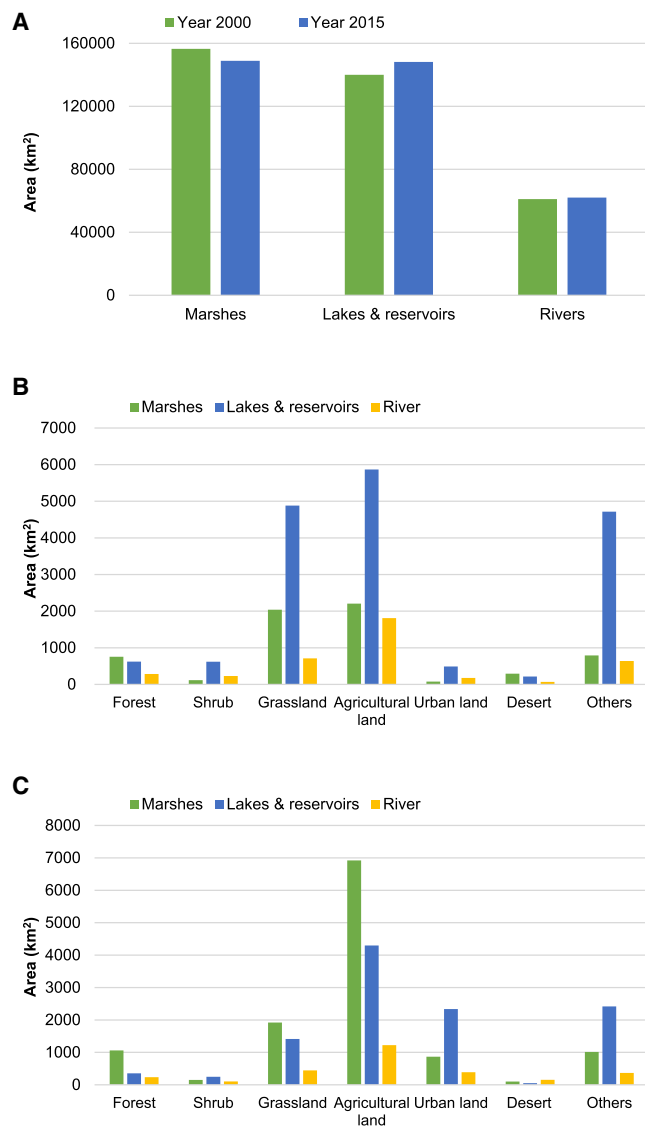 A
Year 2000 Year 2015
160000
120000
80000
40000
0
Area (km²)
Marshes Lakes & reservoirs Rivers
B
Marshes Lakes & reservoirs River
7000
6000
5000
4000
3000
2000
1000
0
Area (km²)
Forest Shrub Grassland Agricultural Urban land Desert Others
land
C
Marshes Lakes & reservoirs River
8000
7000
6000
5000
4000
3000
2000
1000
0
Area (km²)
Forest Shrub Grassland Agricultural Urban land Desert Others
land